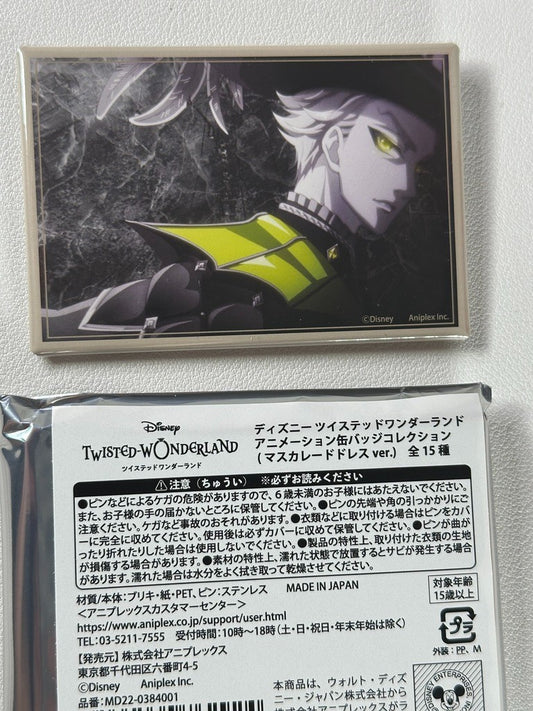 ©Disney Aniplex Inc.
Disney
TWISTED-WONDERLAND
ツイステッドワンダーランド
ディズニー ツイステッドワンダーランド
アニメーション缶バッジコレクション
(マスカレードドレス ver.) 全15種
注意(ちゅうい) ※必ずお読みください
●ピンなどによるケガの危険がありますので、6歳未満のお子様にはあたえないでください。
また、お子様の手の届かないところに保管してください。●ピンの先端や角の引っかかりにご
注意ください。ケガなど事故のおそれがあります。●衣類などに取り付ける場合はピンをカバ
ーに完全に収めてください。使用後は必ずカバーに収めて保管してください。●ピンが曲が
ったり折れたりした場合は使用しないでください。●製品の特性上、取り付けた衣類の生地
が損傷する場合があります。●素材の特性上、濡れた状態で放置するとサビが発生する場合
があります。濡れた場合は水分をよく拭き取って乾燥させてください。
材質/本体:ブリキ・紙・PET、ピン:ステンレス MADE IN JAPAN
<アニプレックスカスタマーセンター>
https://www.aniplex.co.jp/support/user.html
TEL:03-5211-7555 受付時間:10時〜18時(土・日・祝日・年末年始は除く)
対象年齢
15歳以上
プラ
外装:PP、M
【発売元】株式会社アニプレックス
東京都千代田区六番町4-5
©Disney Aniplex Inc.
品番:MD22-0384001
本商品は、ウォルト・ディズ
ニー・ジャパン株式会社から
株式会社アニプレックスがラ
DISNEY ENTERPRISES, INC.